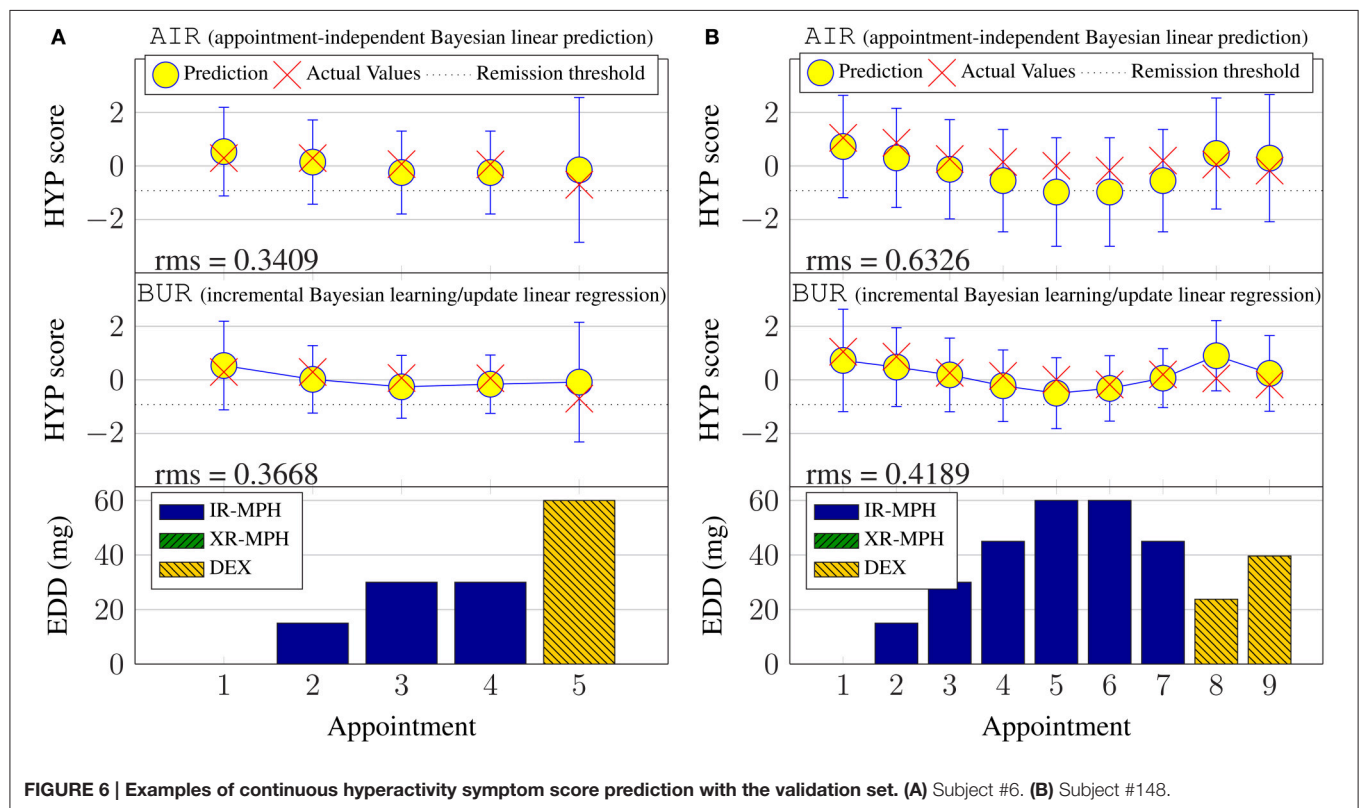 A
AIR (appointment-independent Bayesian linear prediction)
Prediction Actual Values Remission threshold
HYP score
2
0
−2
rms = 0.3409
BUR (incremental Bayesian learning/update linear regression)
HYP score
2
0
−2
rms = 0.3668
EDD (mg)
60
40
20
0
IR-MPH
XR-MPH
DEX
1 2 3 4 5
Appointment
B
AIR (appointment-independent Bayesian linear prediction)
Prediction Actual Values Remission threshold
HYP score
2
0
−2
rms = 0.6326
BUR (incremental Bayesian learning/update linear regression)
HYP score
2
0
−2
rms = 0.4189
EDD (mg)
60
40
20
0
IR-MPH
XR-MPH
DEX
1 2 3 4 5 6 7 8 9
Appointment
FIGURE 6 | Examples of continuous hyperactivity symptom score prediction with the validation set. (A) Subject #6. (B) Subject #148.